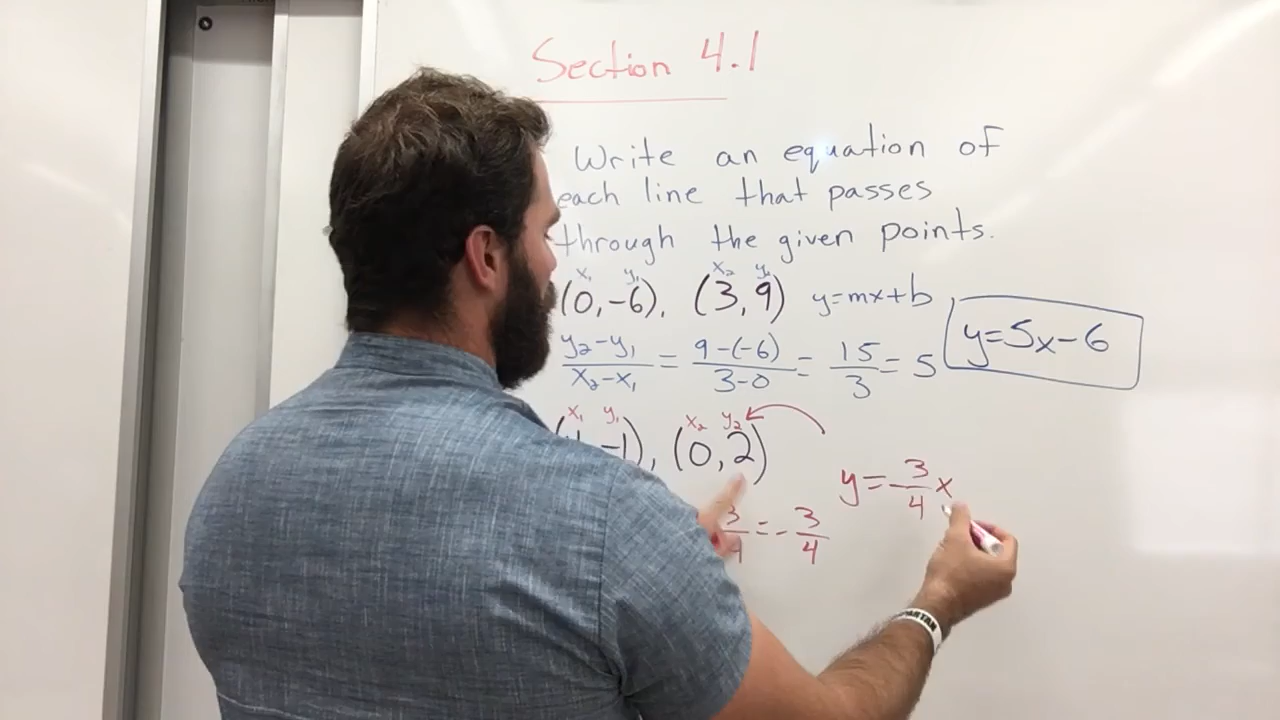 Section 4.1
Write an equation of
each line that passes
through the given points.
x₁ y₁ x₂ y₂
(0,-6), (3,9) y=mx+b
y=5x-6
y₂-y₁/x₂-x₁ = 9-(-6)/3-0 = 15/3 = 5
x₁ y₁ x₂ y₂
-1), (0,2)
y=-3/4x
3/4 = -3/4